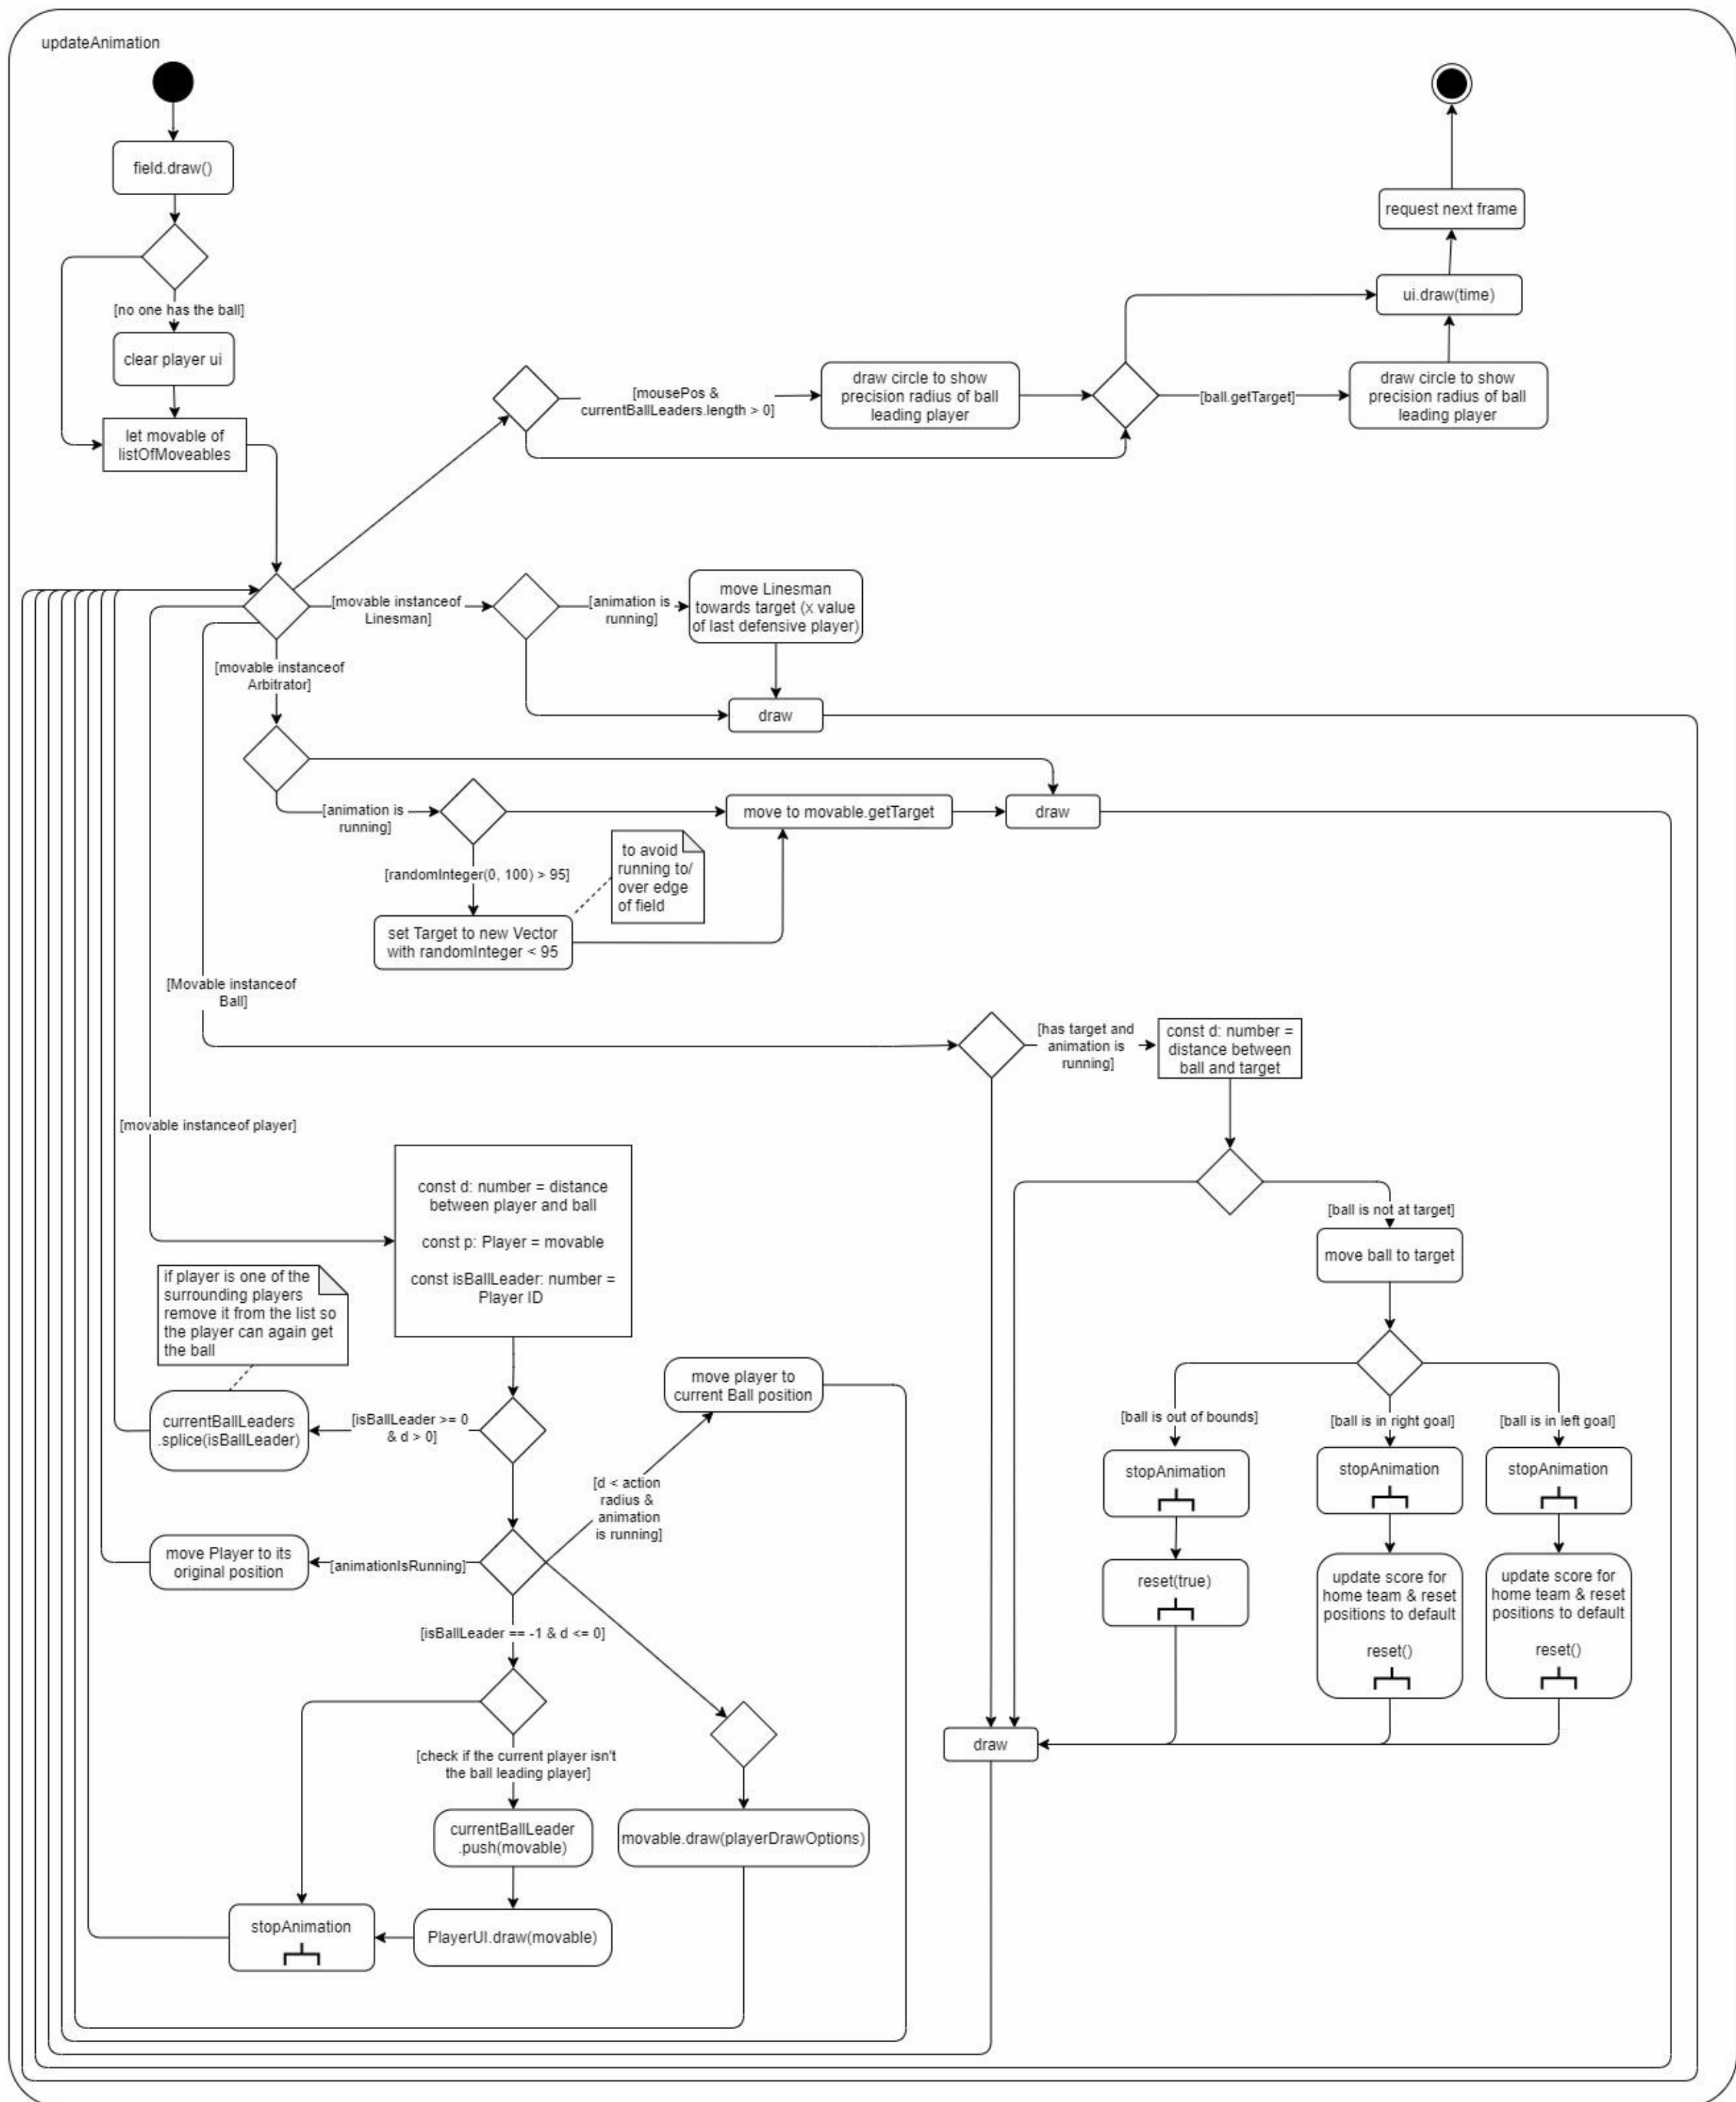 updateAnimation
field.draw()
[no one has the ball]
clear player ui
let movable of
listOfMoveables
request next frame
ui.draw(time)
[mousePos &
currentBallLeaders.length > 0]
draw circle to show
precision radius of ball
leading player
[ball.getTarget]
draw circle to show
precision radius of ball
leading player
[movable instanceof
Linesman]
[animation is
running]
move Linesman
towards target (x value
of last defensive player)
draw
[movable instanceof
Arbitrator]
[animation is
running]
move to movable.getTarget
draw
[randomInteger(0, 100) > 95]
to avoid
running to/
over edge
of field
set Target to new Vector
with randomInteger < 95
[Movable instanceof
Ball]
[has target and
animation is
running]
const d: number =
distance between
ball and target
[ball is not at target]
move ball to target
[ball is out of bounds]
[ball is in right goal]
[ball is in left goal]
stopAnimation
stopAnimation
stopAnimation
reset(true)
update score for
home team & reset
positions to default
reset()
update score for
home team & reset
positions to default
reset()
draw
[movable instanceof player]
const d: number = distance
between player and ball
const p: Player = movable
const isBallLeader: number =
Player ID
if player is one of the
surrounding players
remove it from the list so
the player can again get
the ball
currentBallLeaders
.splice(isBallLeader)
[isBallLeader >= 0
& d > 0]
move player to
current Ball position
[d < action
radius &
animation
is running]
move Player to its
original position
[animationIsRunning]
[isBallLeader == -1 & d <= 0]
[check if the current player isn't
the ball leading player]
currentBallLeader
.push(movable)
movable.draw(playerDrawOptions)
stopAnimation
PlayerUI.draw(movable)